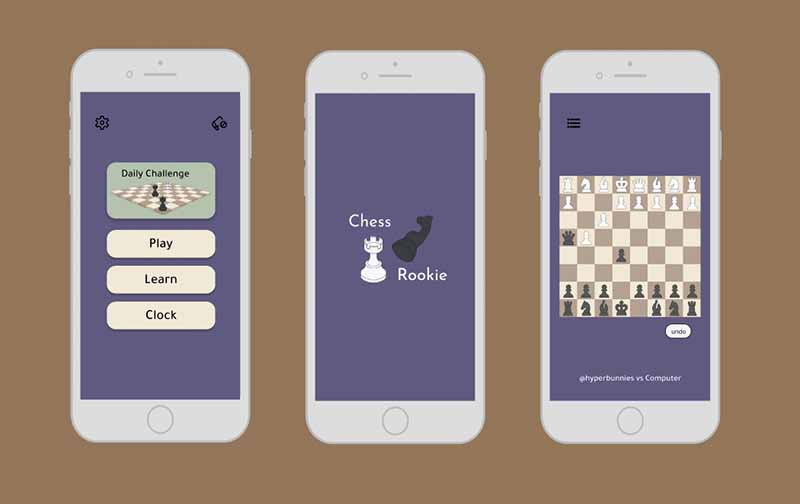 Daily Challenge
Play
Learn
Clock
Chess
Rookie
undo
@hyperbunnies vs Computer